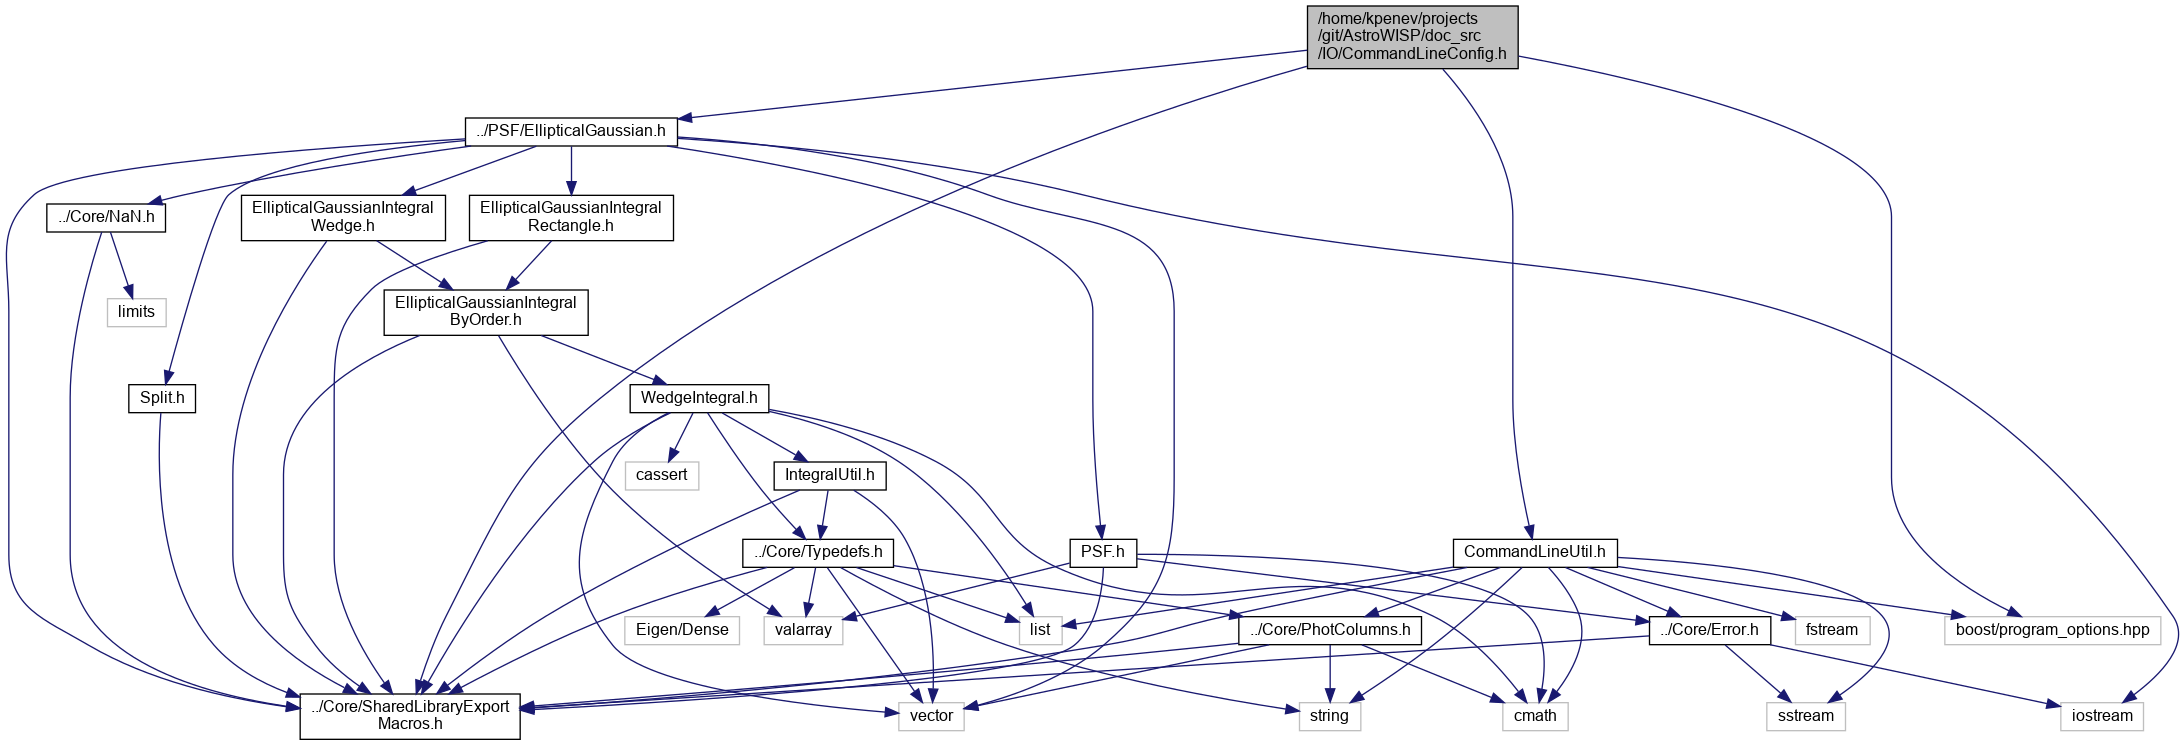 /home/kpenev/projects
/git/AstroWISP/doc_src
/IO/CommandLineConfig.h
../PSF/EllipticalGaussian.h
../Core/NaN.h
EllipticalGaussianIntegral
Wedge.h
EllipticalGaussianIntegral
Rectangle.h
limits
EllipticalGaussianIntegral
ByOrder.h
Split.h
WedgeIntegral.h
cassert
IntegralUtil.h
../Core/Typedefs.h
PSF.h
CommandLineUtil.h
Eigen/Dense
valarray
list
../Core/PhotColumns.h
../Core/Error.h
fstream
boost/program_options.hpp
../Core/SharedLibraryExport
Macros.h
vector
string
cmath
sstream
iostream